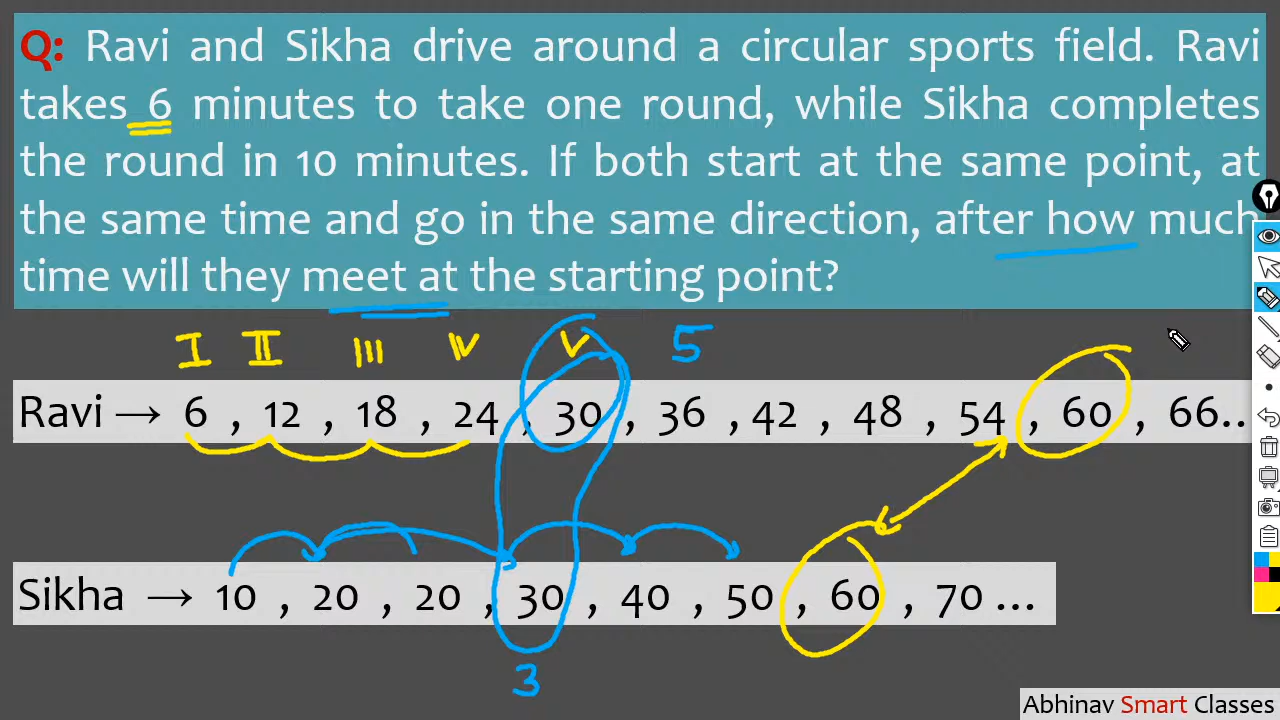 Q: Ravi and Sikha drive around a circular sports field. Ravi
takes 6 minutes to take one round, while Sikha completes
the round in 10 minutes. If both start at the same point, at
the same time and go in the same direction, after how much
time will they meet at the starting point?
I II III IV V 5
Ravi → 6 , 12 , 18 , 24 , 30 , 36 , 42 , 48 , 54 , 60 , 66..
Sikha → 10 , 20 , 20 , 30 , 40 , 50 , 60 , 70 ...
3
Abhinav Smart Classes